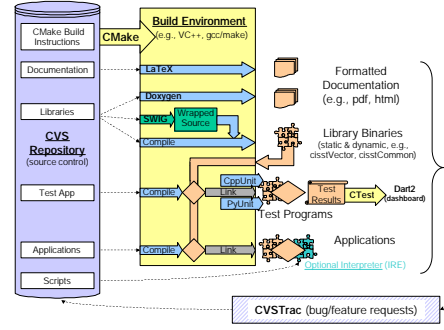 CMake Build
Instructions
Documentation
Libraries
CVS
Repository
(source control)
Test App
Applications
Scripts
CMake
Build Environment
(e.g., VC++, gcc/make)
LaTeX
Doxygen
SWIG
Wrapped
Source
Compile
Compile
Link
CppUnit
PyUnit
Compile
Link
Formatted
Documentation
(e.g., pdf, html)
Library Binaries
(static & dynamic, e.g.,
cisstVector, cisstCommon)
Test
Results
CTest
Dart2
(dashboard)
Test Programs
Applications
Optional Interpreter (IRE)
CVSTrac (bug/feature requests)